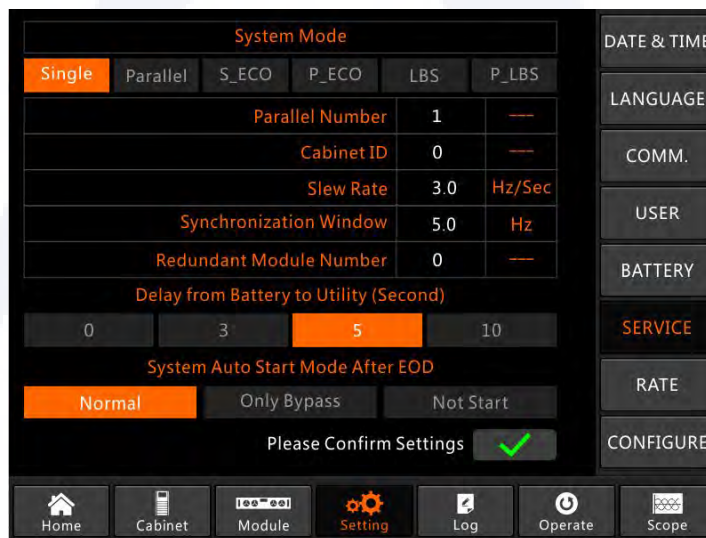 System Mode
Single Parallel S_ECO P_ECO LBS P_LBS
Parallel Number 1 ---
Cabinet ID 0 ---
Slew Rate 3.0 Hz/Sec
Synchronization Window 5.0 Hz
Redundant Module Number 0 ---
Delay from Battery to Utility (Second)
0 3 5 10
System Auto Start Mode After EOD
Normal Only Bypass Not Start
Please Confirm Settings
DATE & TIME
LANGUAGE
COMM.
USER
BATTERY
SERVICE
RATE
CONFIGURE
Home Cabinet Module Setting Log Operate Scope